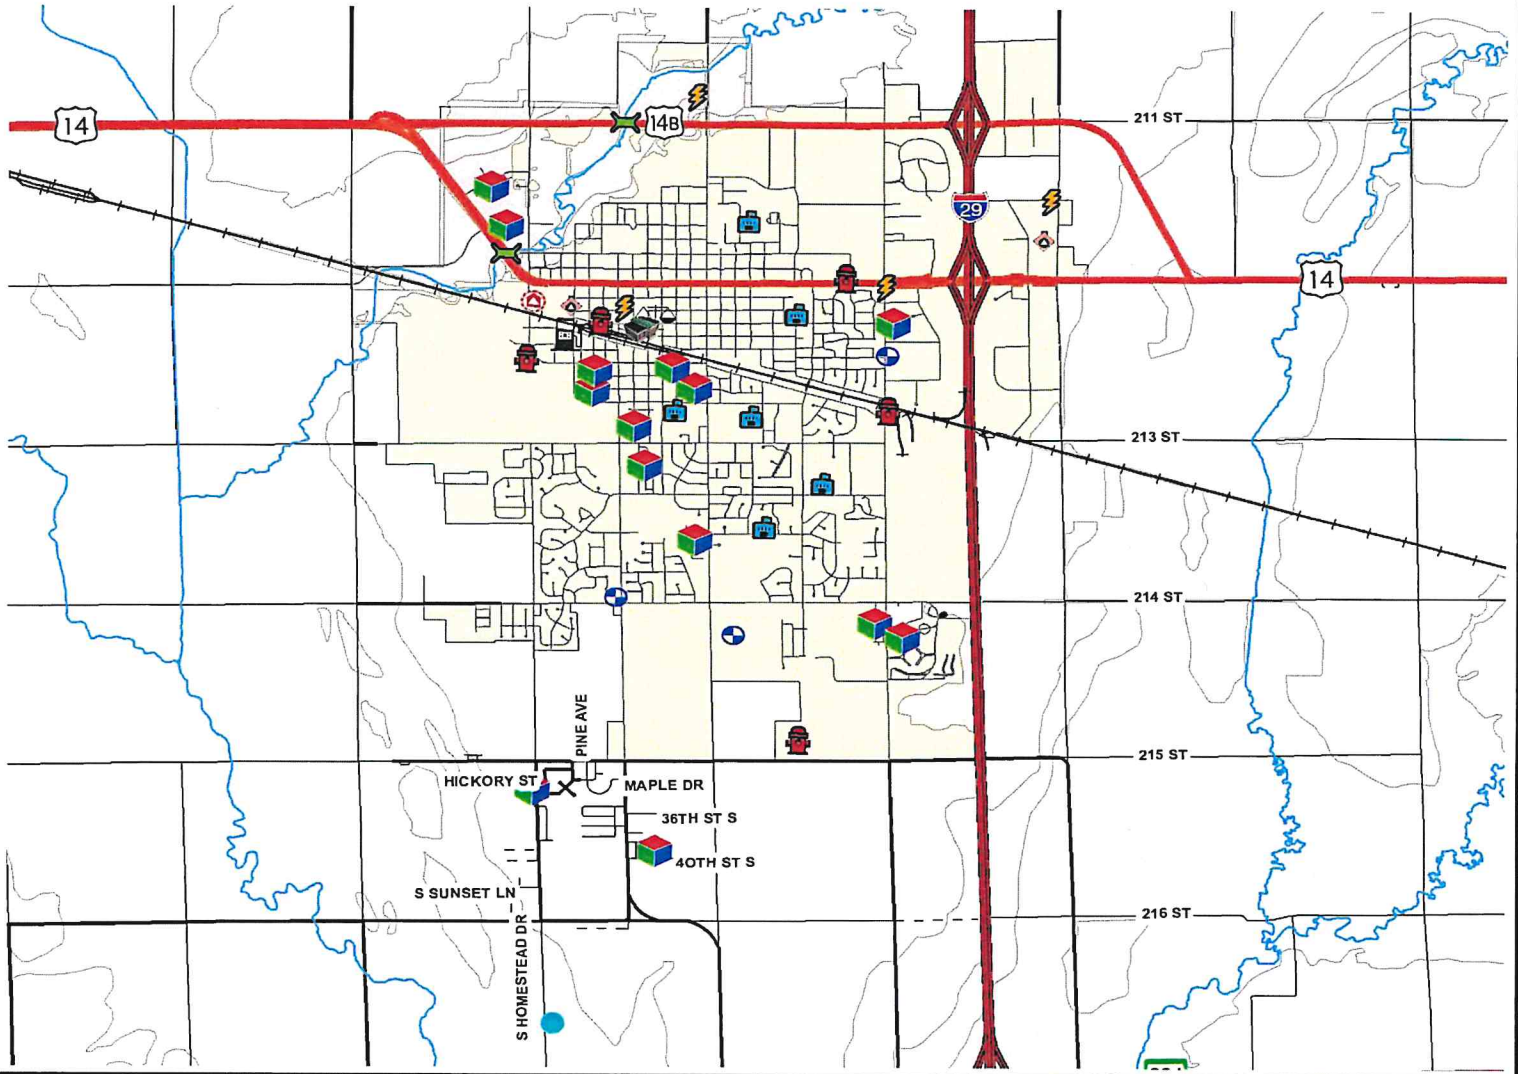 211 ST
14
14B
29
14
213 ST
214 ST
PINE AVE
215 ST
HICKORY ST
MAPLE DR
36TH ST S
40TH ST S
S SUNSET LN
S HOMESTEAD DR
216 ST